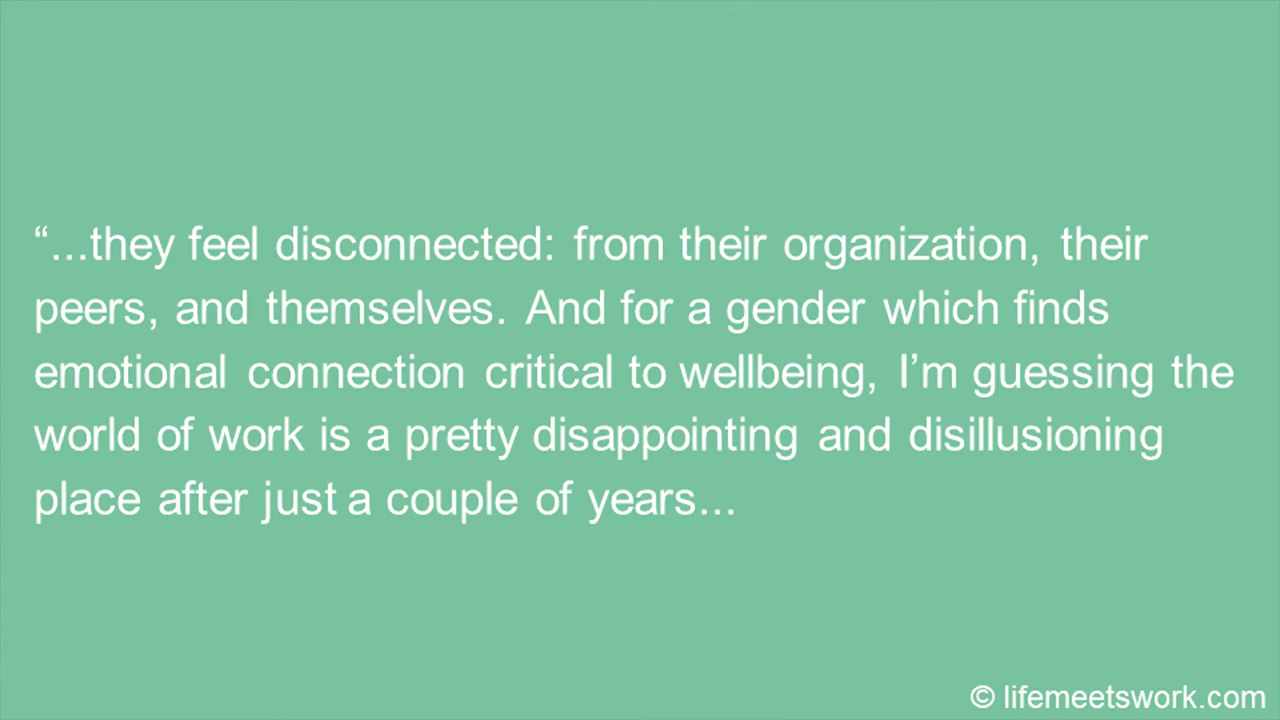 “...they feel disconnected: from their organization, their
peers, and themselves. And for a gender which finds
emotional connection critical to wellbeing, I’m guessing the
world of work is a pretty disappointing and disillusioning
place after just a couple of years...
© lifemeetswork.com